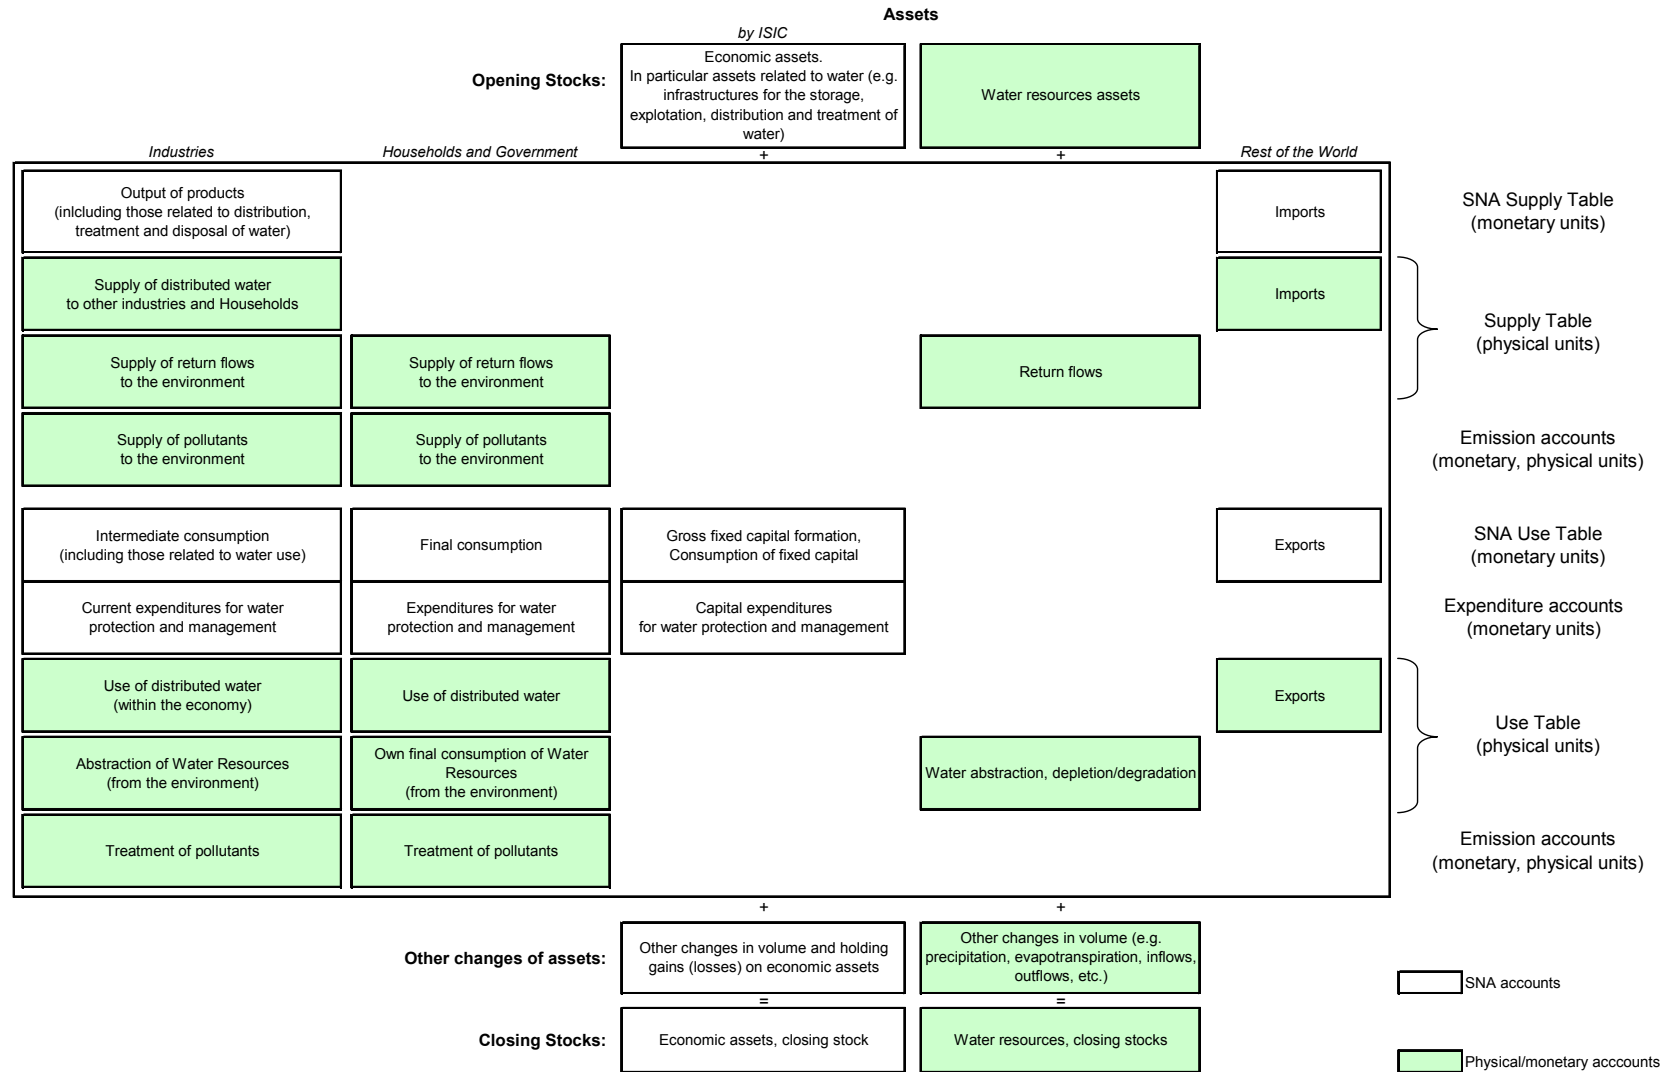 Assets
by ISIC
Opening Stocks:
Economic assets.
In particular assets related to water (e.g.
infrastructures for the storage,
explotation, distribution and treatment of
water)
Water resources assets
Industries
Households and Government
+
+
Rest of the World
Output of products
(inlcluding those related to distribution,
treatment and disposal of water)
Imports
SNA Supply Table
(monetary units)
Supply of distributed water
to other industries and Households
Imports
Supply Table
(physical units)
Supply of return flows
to the environment
Supply of return flows
to the environment
Return flows
Supply of pollutants
to the environment
Supply of pollutants
to the environment
Emission accounts
(monetary, physical units)
Intermediate consumption
(including those related to water use)
Final consumption
Gross fixed capital formation,
Consumption of fixed capital
Exports
SNA Use Table
(monetary units)
Current expenditures for water
protection and management
Expenditures for water
protection and management
Capital expenditures
for water protection and management
Expenditure accounts
(monetary units)
Use of distributed water
(within the economy)
Use of distributed water
Exports
Use Table
(physical units)
Abstraction of Water Resources
(from the environment)
Own final consumption of Water
Resources
(from the environment)
Water abstraction, depletion/degradation
Treatment of pollutants
Treatment of pollutants
Emission accounts
(monetary, physical units)
+
+
Other changes of assets:
Other changes in volume and holding
gains (losses) on economic assets
Other changes in volume (e.g.
precipitation, evapotranspiration, inflows,
outflows, etc.)
=
=
Closing Stocks:
Economic assets, closing stock
Water resources, closing stocks
SNA accounts
Physical/monetary acccounts